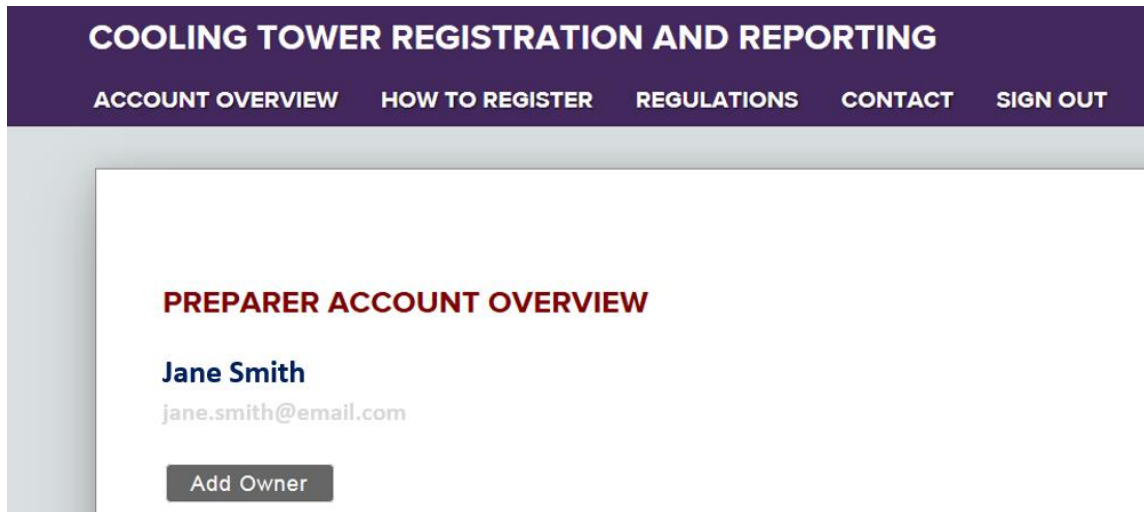 COOLING TOWER REGISTRATION AND REPORTING
ACCOUNT OVERVIEW HOW TO REGISTER REGULATIONS CONTACT SIGN OUT
PREPARER ACCOUNT OVERVIEW
Jane Smith
jane.smith@email.com
Add Owner